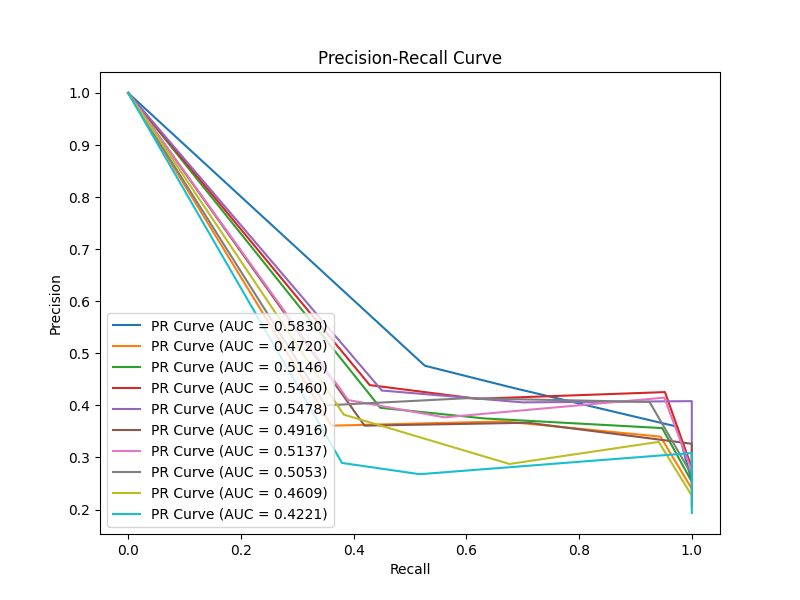 Precision-Recall Curve
1.0
0.9
0.8
0.7
0.6
0.5
0.4
0.3
0.2
Precision
PR Curve (AUC = 0.5830)
PR Curve (AUC = 0.4720)
PR Curve (AUC = 0.5146)
PR Curve (AUC = 0.5460)
PR Curve (AUC = 0.5478)
PR Curve (AUC = 0.4916)
PR Curve (AUC = 0.5137)
PR Curve (AUC = 0.5053)
PR Curve (AUC = 0.4609)
PR Curve (AUC = 0.4221)
0.0 0.2 0.4 0.6 0.8 1.0
Recall